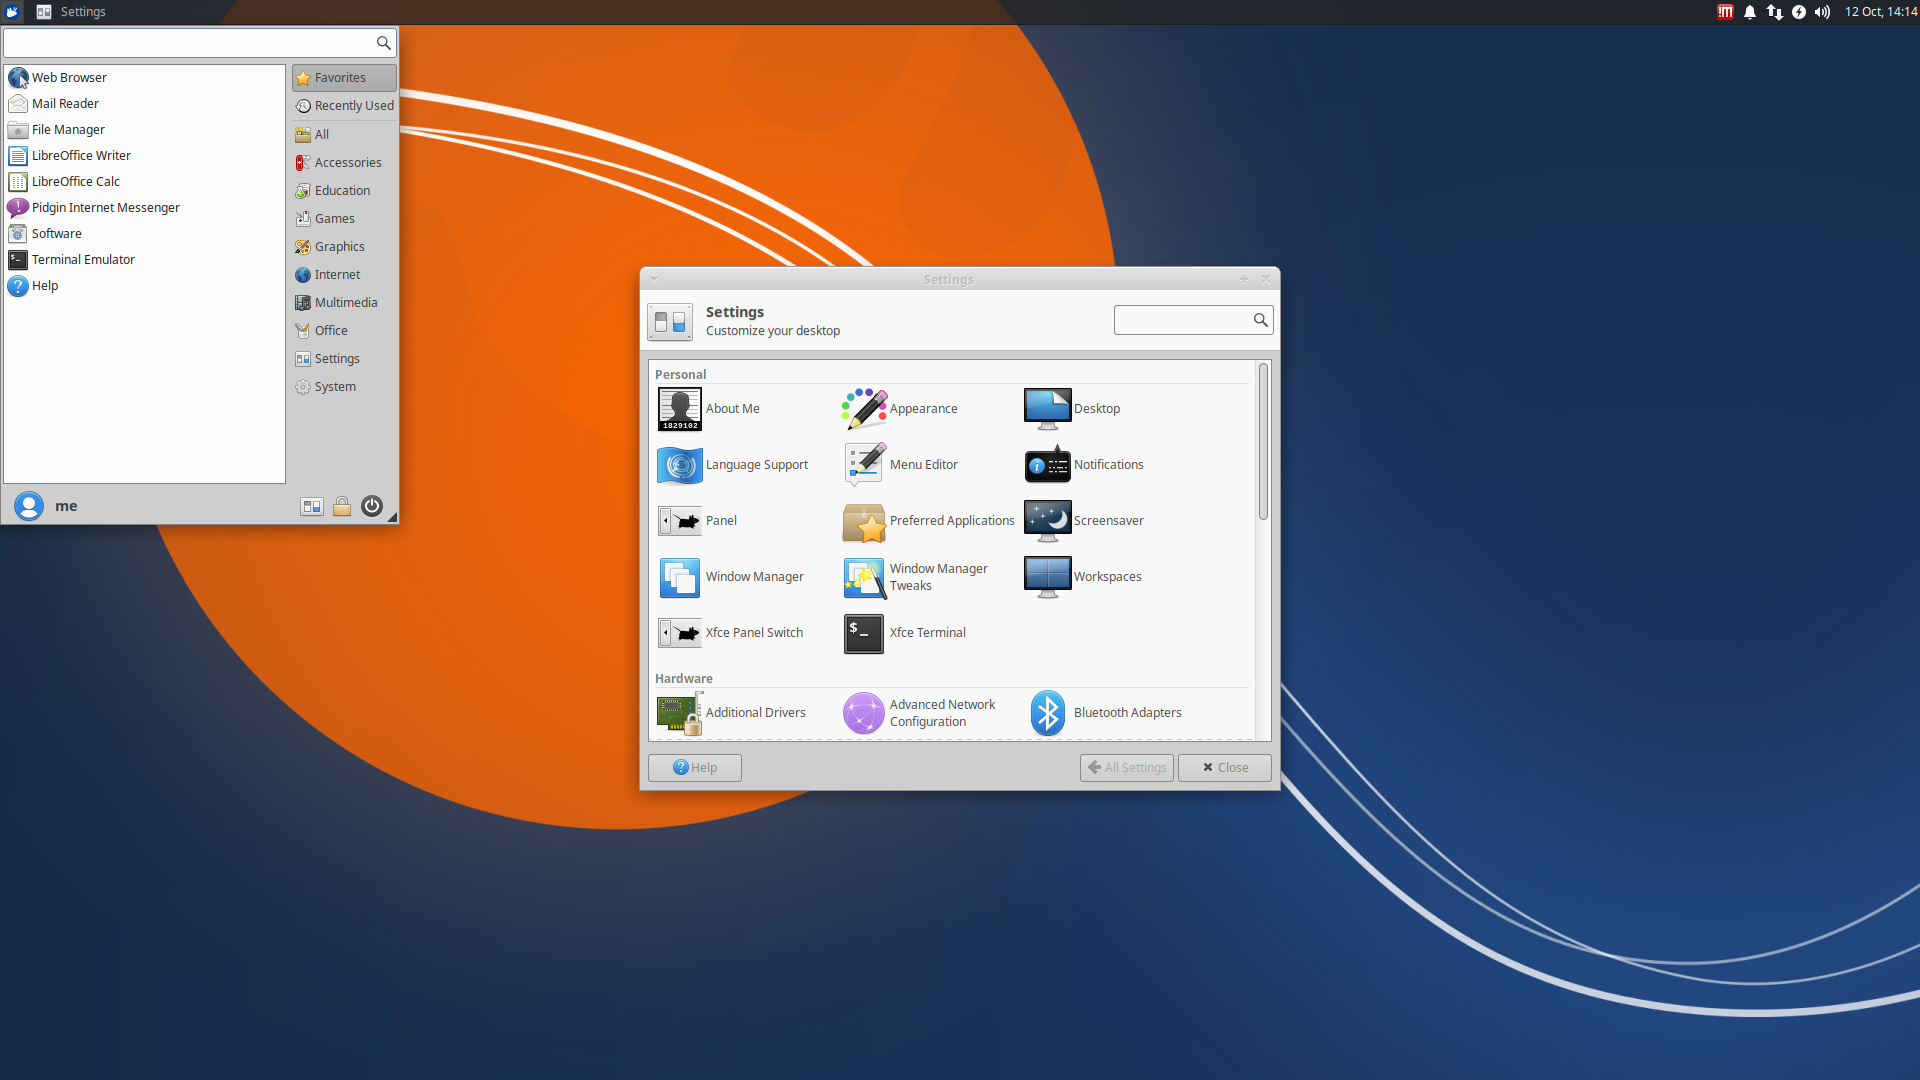 Settings
12 Oct, 14:14
Web Browser
Mail Reader
File Manager
LibreOffice Writer
LibreOffice Calc
Pidgin Internet Messenger
Software
Terminal Emulator
Help
Favorites
Recently Used
All
Accessories
Education
Games
Graphics
Internet
Multimedia
Office
Settings
System
me
Settings
Settings
Customize your desktop
Personal
About Me
1829102
Appearance
Desktop
Language Support
Menu Editor
Notifications
Panel
Preferred Applications
Screensaver
Window Manager
Window Manager
Tweaks
Workspaces
Xfce Panel Switch
$_
Xfce Terminal
Hardware
Additional Drivers
Advanced Network
Configuration
Bluetooth Adapters
Help
All Settings
Close